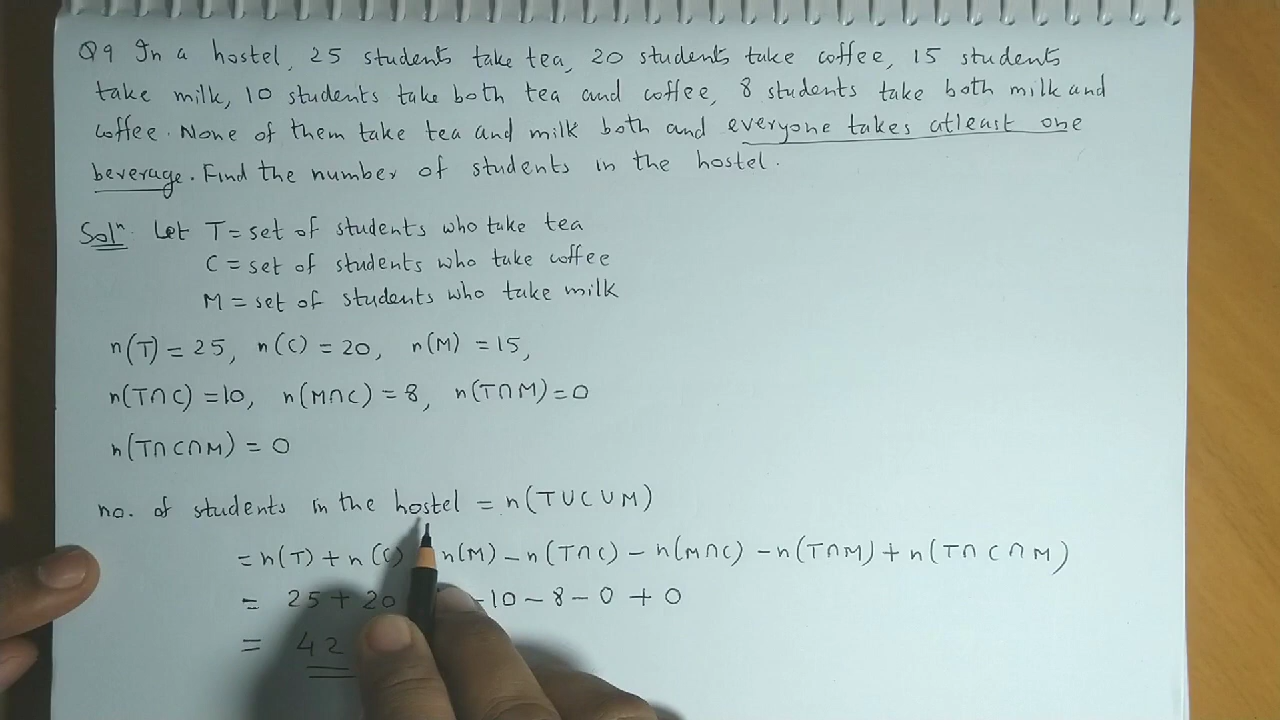 Q9 In a hostel, 25 students take tea, 20 students take coffee, 15 students
take milk, 10 students take both tea and coffee, 8 students take both milk and
coffee. None of them take tea and milk both and everyone takes atleast one
beverage. Find the number of students in the hostel.
Solⁿ. Let T = set of students who take tea
C = set of students who take coffee
M = set of students who take milk
n(T) = 25, n(C) = 20, n(M) = 15,
n(T∩C) = 10, n(M∩C) = 8, n(T∩M) = 0
n(T∩C∩M) = 0
no. of students in the hostel = n(T∪C∪M)
= n(T) + n(C) n(M) - n(T∩C) - n(M∩C) - n(T∩M) + n(T∩C∩M)
= 25 + 20 - 10 - 8 - 0 + 0
= 42